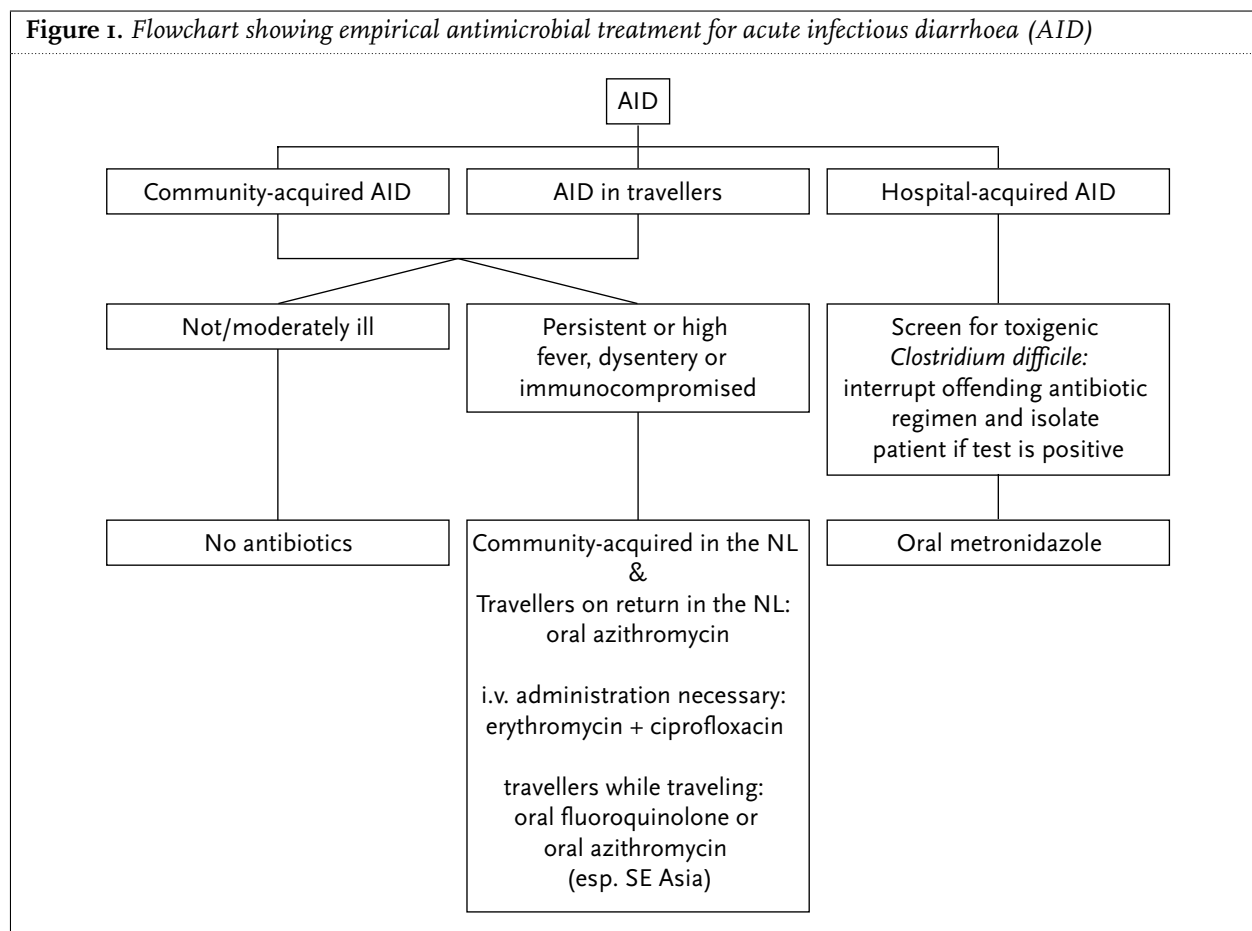 Figure 1. Flowchart showing empirical antimicrobial treatment for acute infectious diarrhoea (AID)
AID
Community-acquired AID
AID in travellers
Hospital-acquired AID
Not/moderately ill
Persistent or high
fever, dysentery or
immunocompromised
Screen for toxigenic
Clostridium difficile:
interrupt offending antibiotic
regimen and isolate
patient if test is positive
No antibiotics
Community-acquired in the NL
&
Travellers on return in the NL:
oral azithromycin
i.v. administration necessary:
erythromycin + ciprofloxacin
travellers while traveling:
oral fluoroquinolone or
oral azithromycin
(esp. SE Asia)
Oral metronidazole